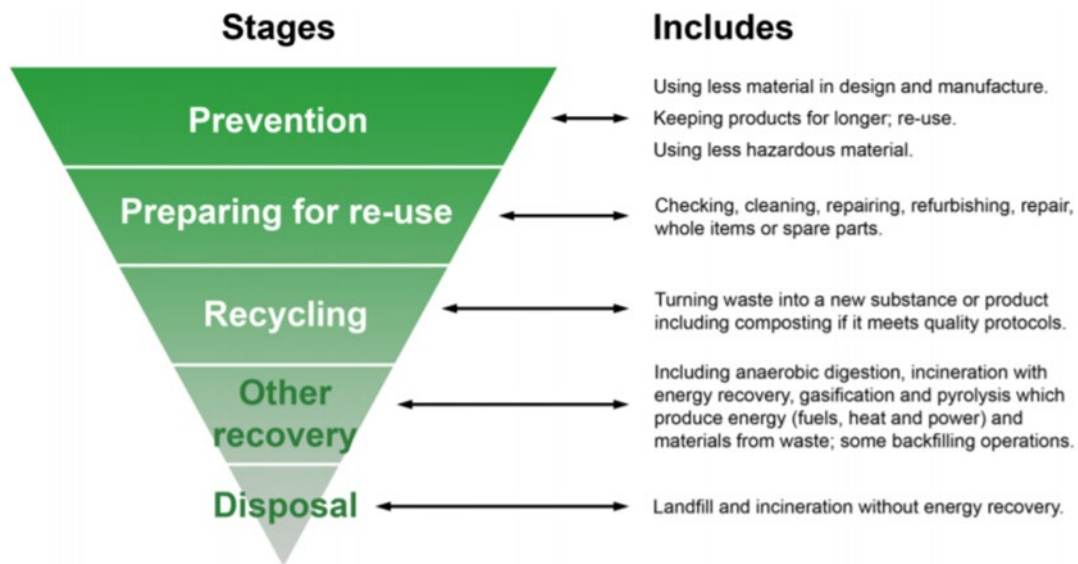 Stages
Includes
Prevention
Using less material in design and manufacture.
Keeping products for longer; re-use.
Using less hazardous material.
Preparing for re-use
Checking, cleaning, repairing, refurbishing, repair,
whole items or spare parts.
Recycling
Turning waste into a new substance or product
including composting if it meets quality protocols.
Other
recovery
Including anaerobic digestion, incineration with
energy recovery, gasification and pyrolysis which
produce energy (fuels, heat and power) and
materials from waste; some backfilling operations.
Disposal
Landfill and incineration without energy recovery.